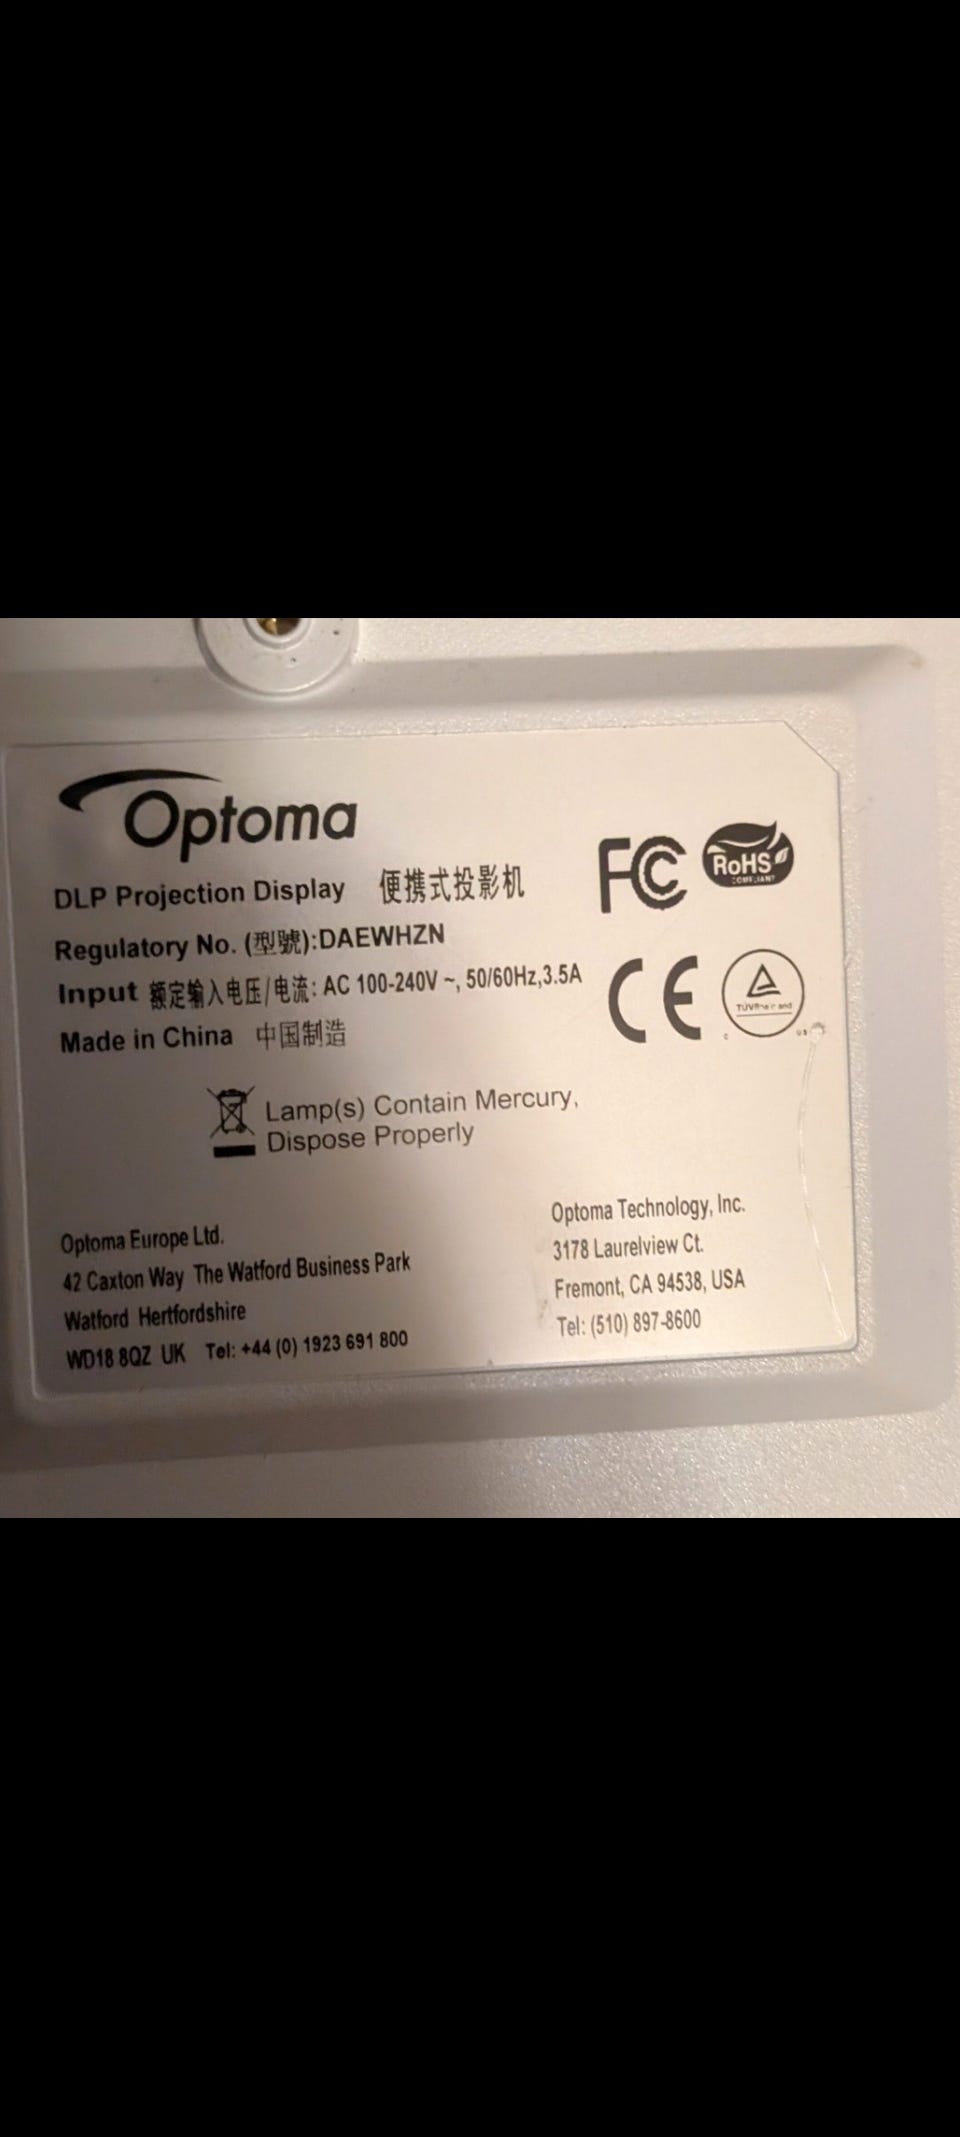 Optoma
DLP Projection Display 便携式投影机
Regulatory No. (型號):DAEWHZN
Input 额定输入电压/电流: AC 100-240V ~, 50/60Hz,3.5A
Made in China 中国制造
FC
RoHS
COMPLIANT
CE
TÜVRheinland
C US
Lamp(s) Contain Mercury,
Dispose Properly
Optoma Europe Ltd.
42 Caxton Way The Watford Business Park
Watford Hertfordshire
WD18 8QZ UK Tel: +44 (0) 1923 691 800
Optoma Technology, Inc.
3178 Laurelview Ct.
Fremont, CA 94538, USA
Tel: (510) 897-8600